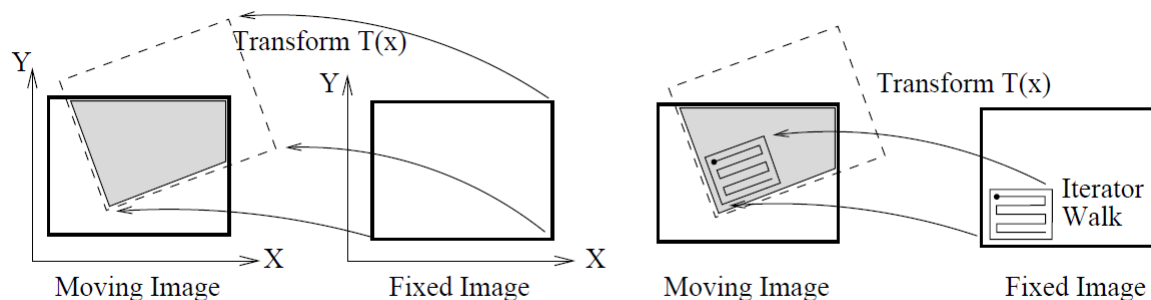 Transform T(x)
Y
Y
X
X
Moving Image
Fixed Image
Transform T(x)
Iterator
Walk
Moving Image
Fixed Image